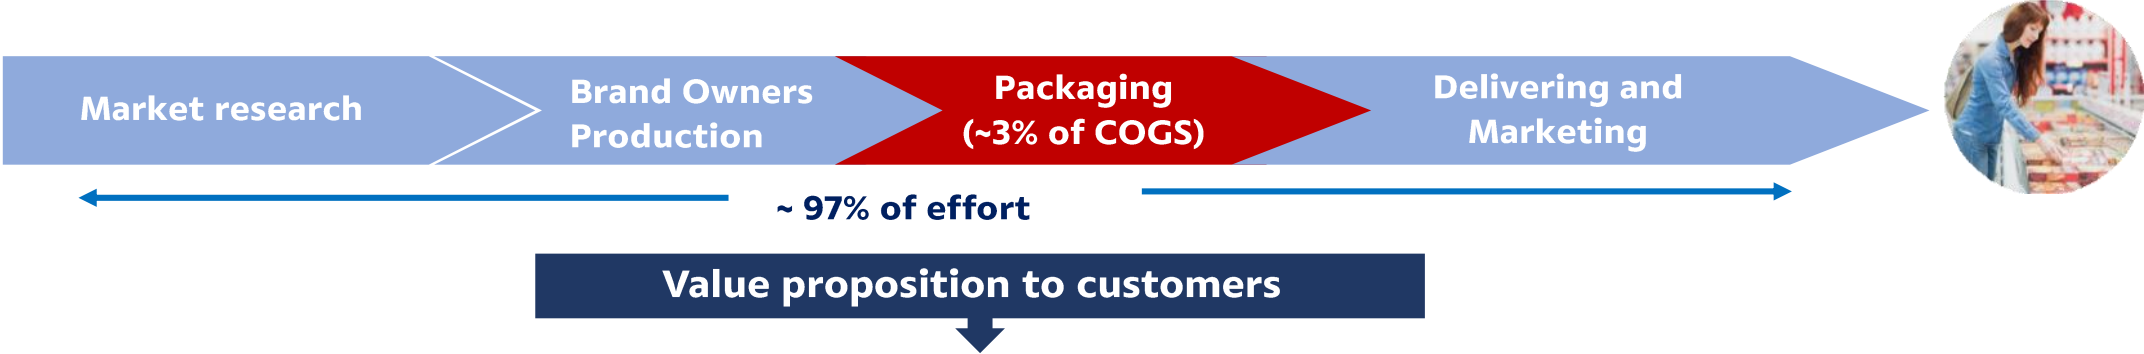 Market research
Brand Owners
Production
Packaging
(~3% of COGS)
Delivering and
Marketing
~ 97% of effort
Value proposition to customers